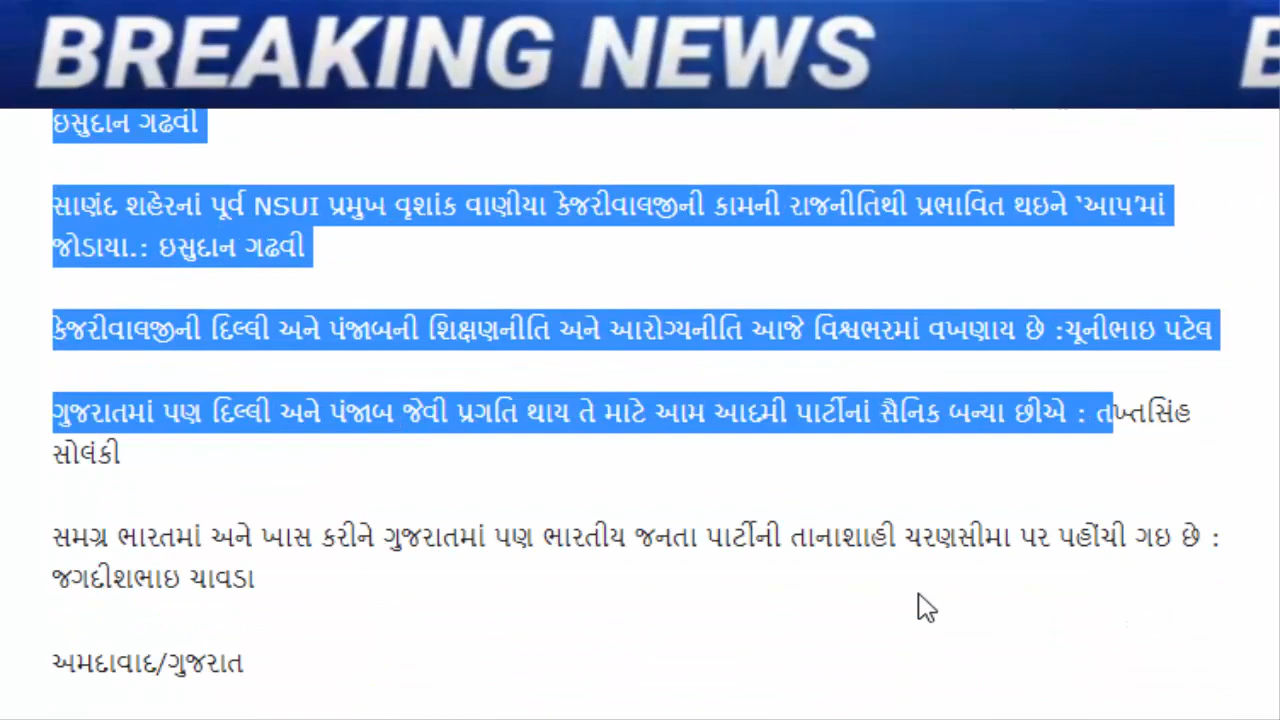 BREAKING NEWS
ઇસુદાન ગઢવી
સાણંદ શહેરનાં પૂર્વ NSUI પ્રમુખ વૃશાંક વાણીયા કેજરીવાલજીની કામની રાજનીતિથી પ્રભાવિત થઇને ‘આપ’માં
જોડાયા.: ઇસુદાન ગઢવી
કેજરીવાલજીની દિલ્લી અને પંજાબની શિક્ષણનીતિ અને આરોગ્યનીતિ આજે વિશ્વભરમાં વખણાય છે :ચૂનીભાઇ પટેલ
ગુજરાતમાં પણ દિલ્લી અને પંજાબ જેવી પ્રગતિ થાય તે માટે આમ આદમી પાર્ટીનાં સૈનિક બન્યા છીએ : તખ્તસિંહ
સોલંકી
સમગ્ર ભારતમાં અને ખાસ કરીને ગુજરાતમાં પણ ભારતીય જનતા પાર્ટીની તાનાશાહી ચરણસીમા પર પહોંચી ગઇ છે :
જગદીશભાઇ ચાવડા
અમદાવાદ/ગુજરાત